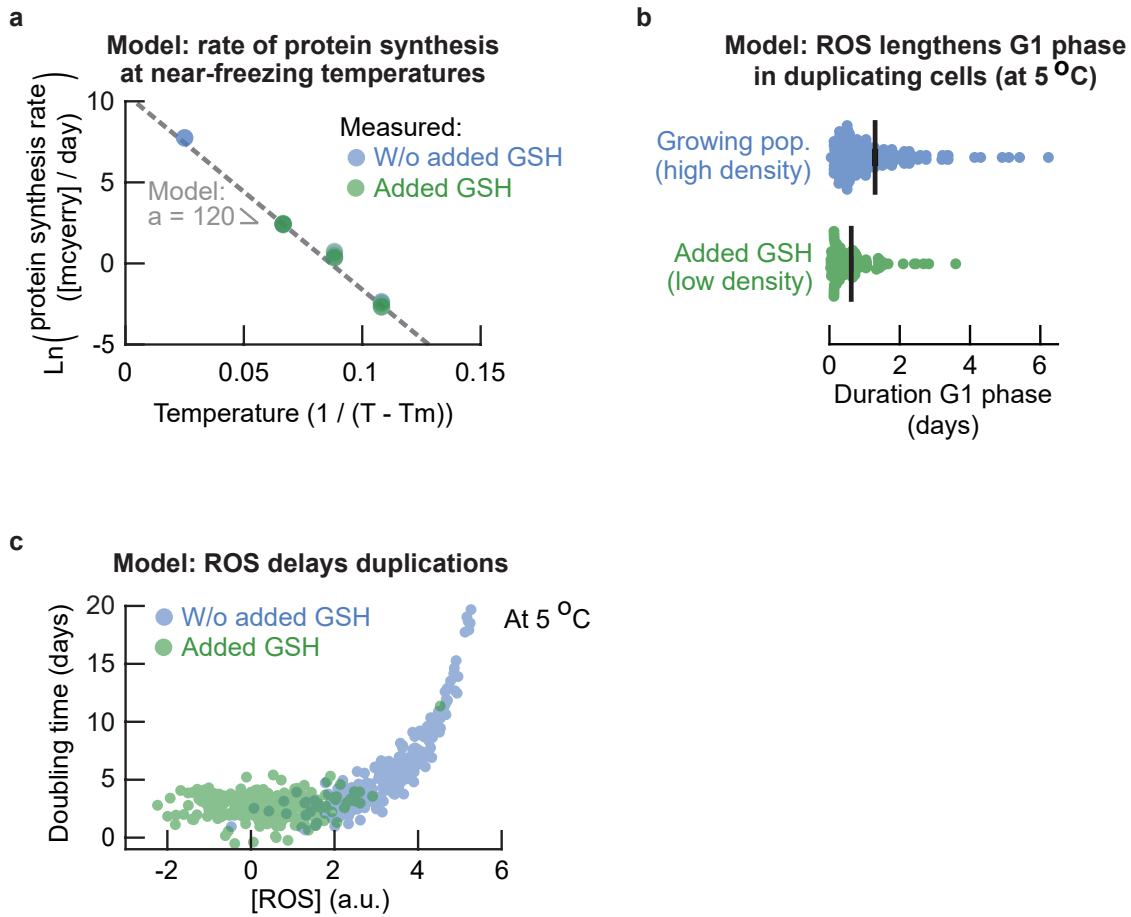 a
Model: rate of protein synthesis
at near-freezing temperatures
Ln(protein synthesis rate
([mcyerry] / day)
10
5
0
-5
Measured:
W/o added GSH
Added GSH
Model:
a = 120
0
0.05
0.1
0.15
Temperature (1 / (T - Tm))
b
Model: ROS lengthens G1 phase
in duplicating cells (at 5 °C)
Growing pop.
(high density)
Added GSH
(low density)
0
2
4
6
Duration G1 phase
(days)
c
Model: ROS delays duplications
Doubling time (days)
20
15
10
5
0
W/o added GSH
Added GSH
At 5 °C
-2
0
2
4
6
[ROS] (a.u.)